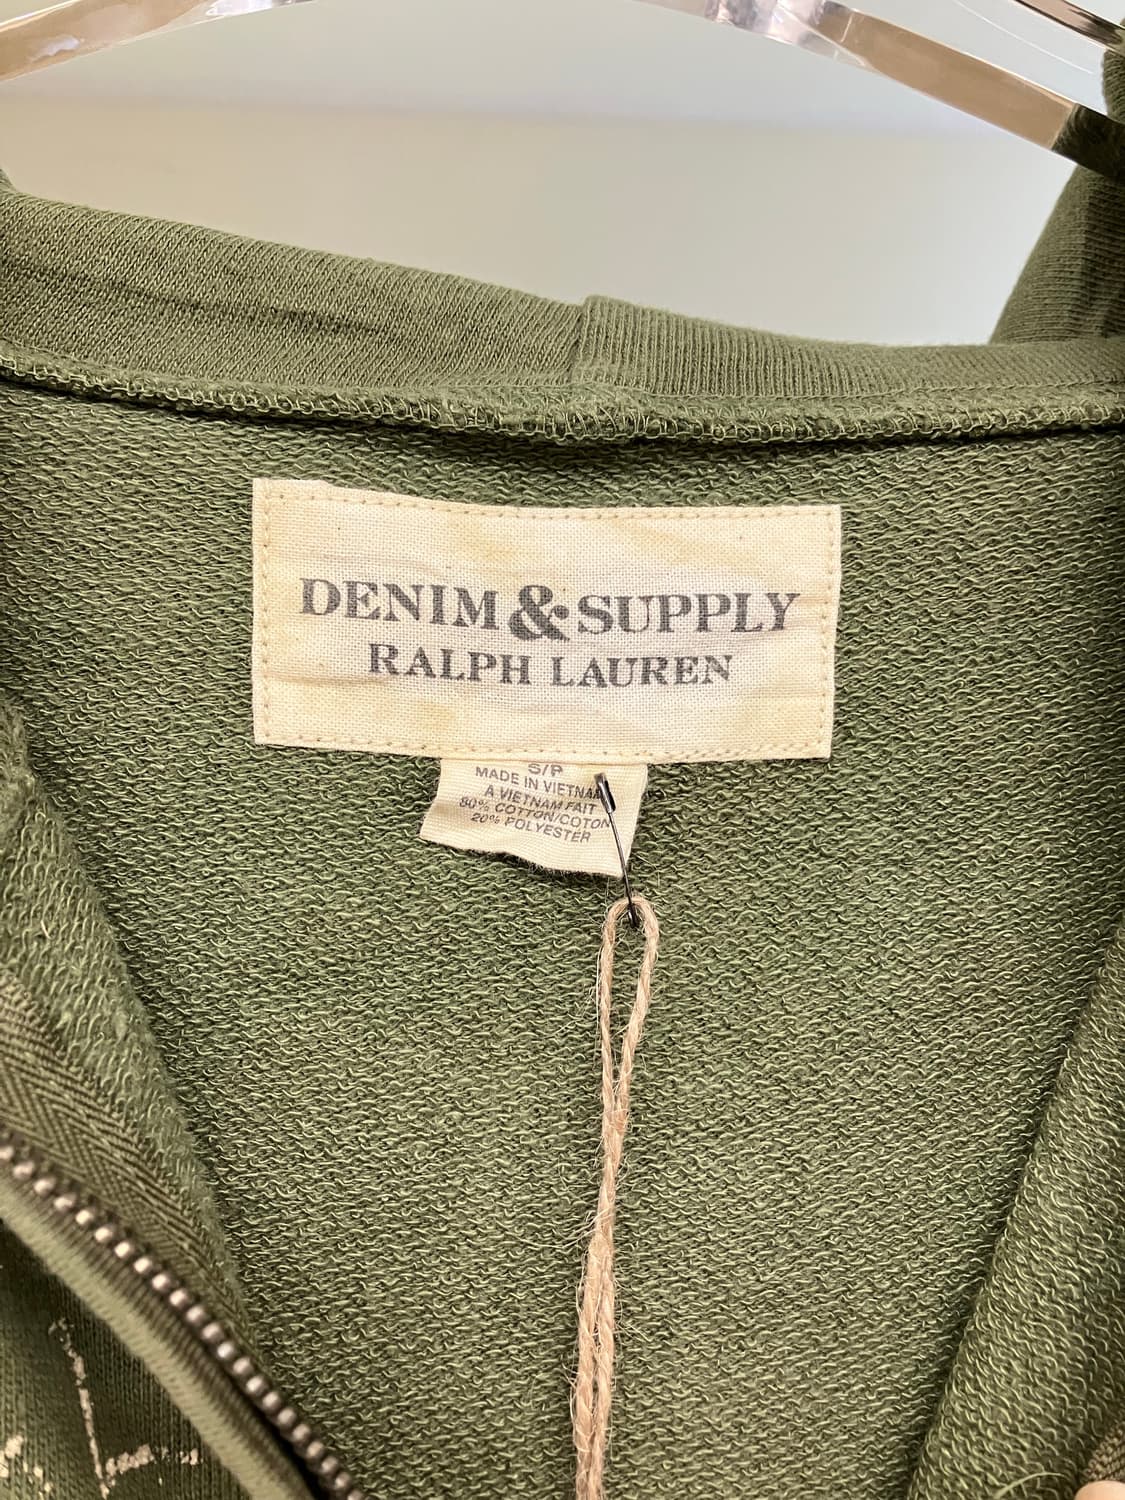 DENIM & SUPPLY
RALPH LAUREN
S/P
MADE IN VIETNAM
A VIETNAM FAIT
80% COTTON/COTON
20% POLYESTER